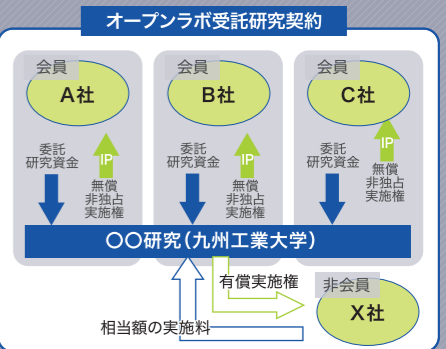 オープンラボ受託研究契約
会員
A社
会員
B社
会員
C社
委託
研究資金
IP
無償
非独占
実施権
委託
研究資金
IP
無償
非独占
実施権
委託
研究資金
IP
無償
非独占
実施権
〇〇研究(九州工業大学)
有償実施権
非会員
X社
相当額の実施料